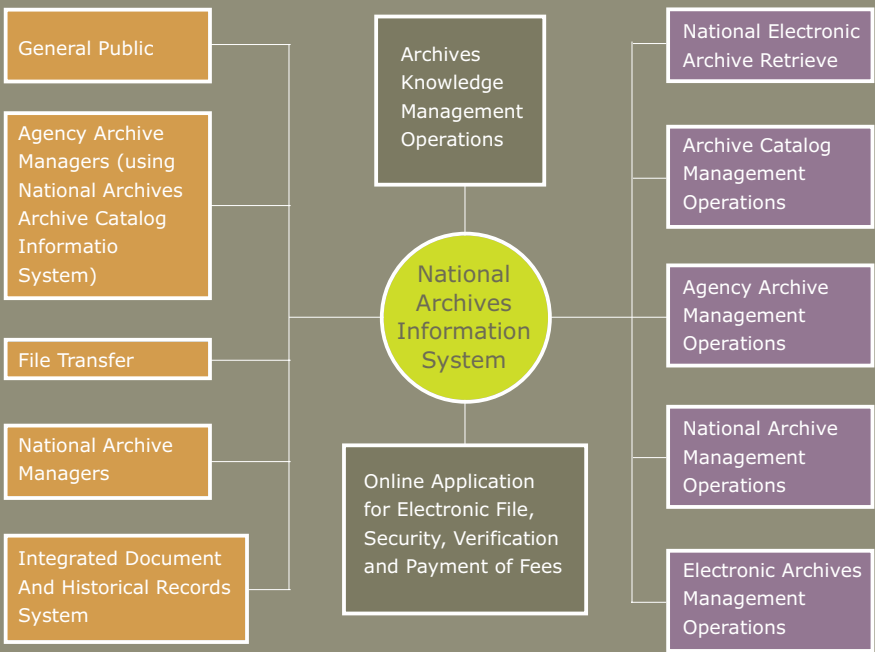 General Public
Agency Archive
Managers (using
National Archives
Archive Catalog
Informatio
System)
File Transfer
National Archive
Managers
Integrated Document
And Historical Records
System
Archives
Knowledge
Management
Operations
National
Archives
Information
System
Online Application
for Electronic File,
Security, Verification
and Payment of Fees
National Electronic
Archive Retrieve
Archive Catalog
Management
Operations
Agency Archive
Management
Operations
National Archive
Management
Operations
Electronic Archives
Management
Operations